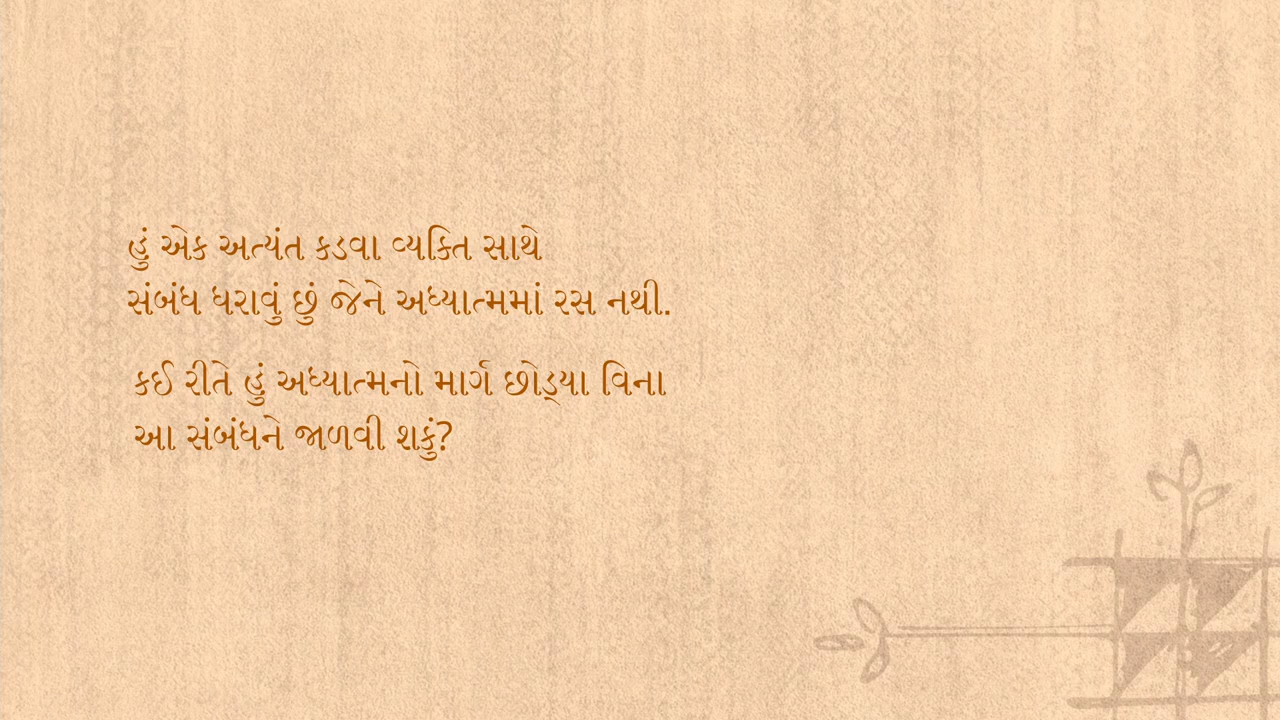 હું એક અત્યંત કડવા વ્યક્તિ સાથે
સંબંધ ધરાવું છું જેને અધ્યાત્મમાં રસ નથી.
કઈ રીતે હું અધ્યાત્મનો માર્ગ છોડ્યા વિના
આ સંબંધને જાળવી શકું?